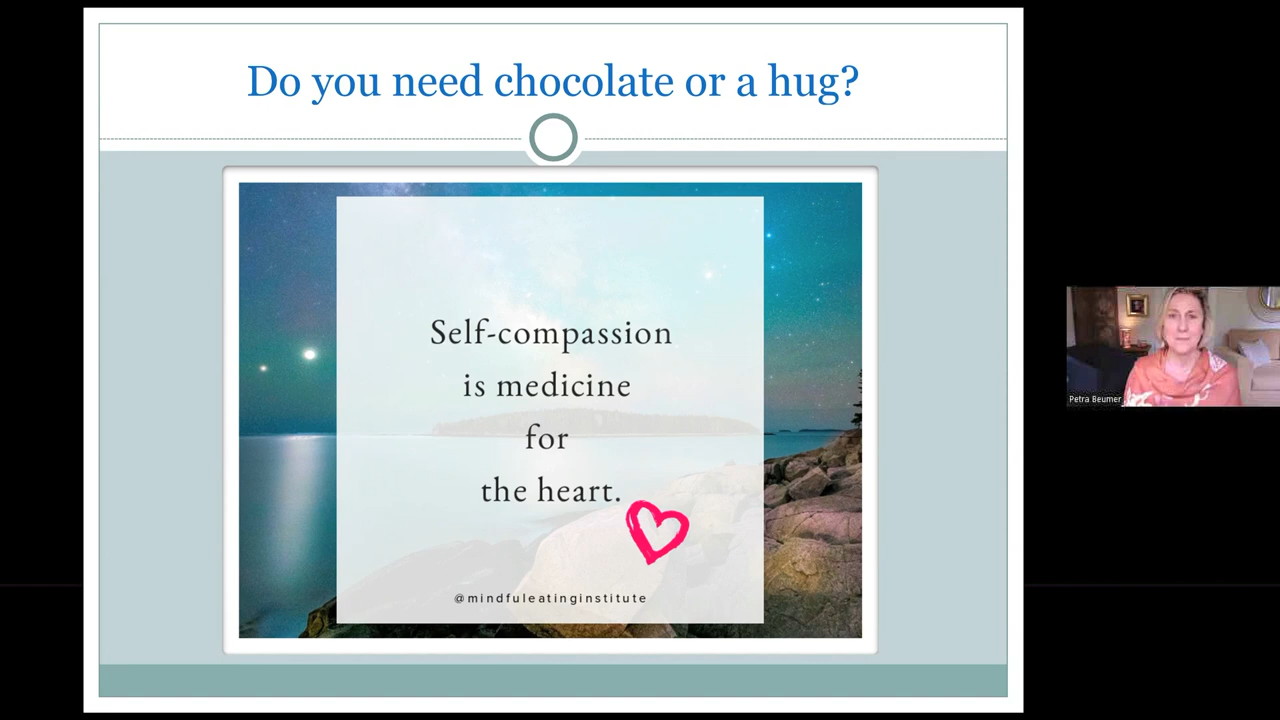 Do you need chocolate or a hug?
Self-compassion
is medicine
for
the heart.
@mindfuleatinginstitute
Petra Beumer